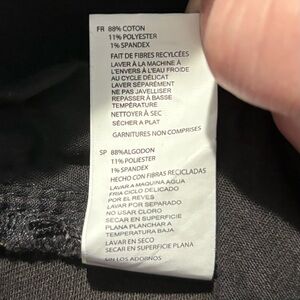 FR 88% COTON
11% POLYESTER
1% SPANDEX
FAIT DE FIBRES RECYLCÉES
LAVER À LA MACHINE À
L'ENVERS À L'EAU FROIDE
AU CYCLE DÉLICAT
LAVER SÉPARÉMENT
NE PAS JAVELLISER
REPASSER À BASSE
TEMPÉRATURE
NETTOYER À SEC
SÉCHER A PLAT
GARNITURES NON COMPRISES
SP 88%ALGODON
11% POLIESTER
1%SPANDEX
HECHO CON FIBRAS RECICLADAS
LAVAR A MAQUINA AGUA
FRIA CICLO DELICADO
POR EL REVES
LAVAR POR SEPARADO
NO USAR CLORO
SECAR EN SUPERFICIE
PLANA PLANCHAR A
TEMPERATURA BAJA
LAVAR EN SECO
SECAR EN SUPERFICIE PLANA
SIN LOS ADORNOS